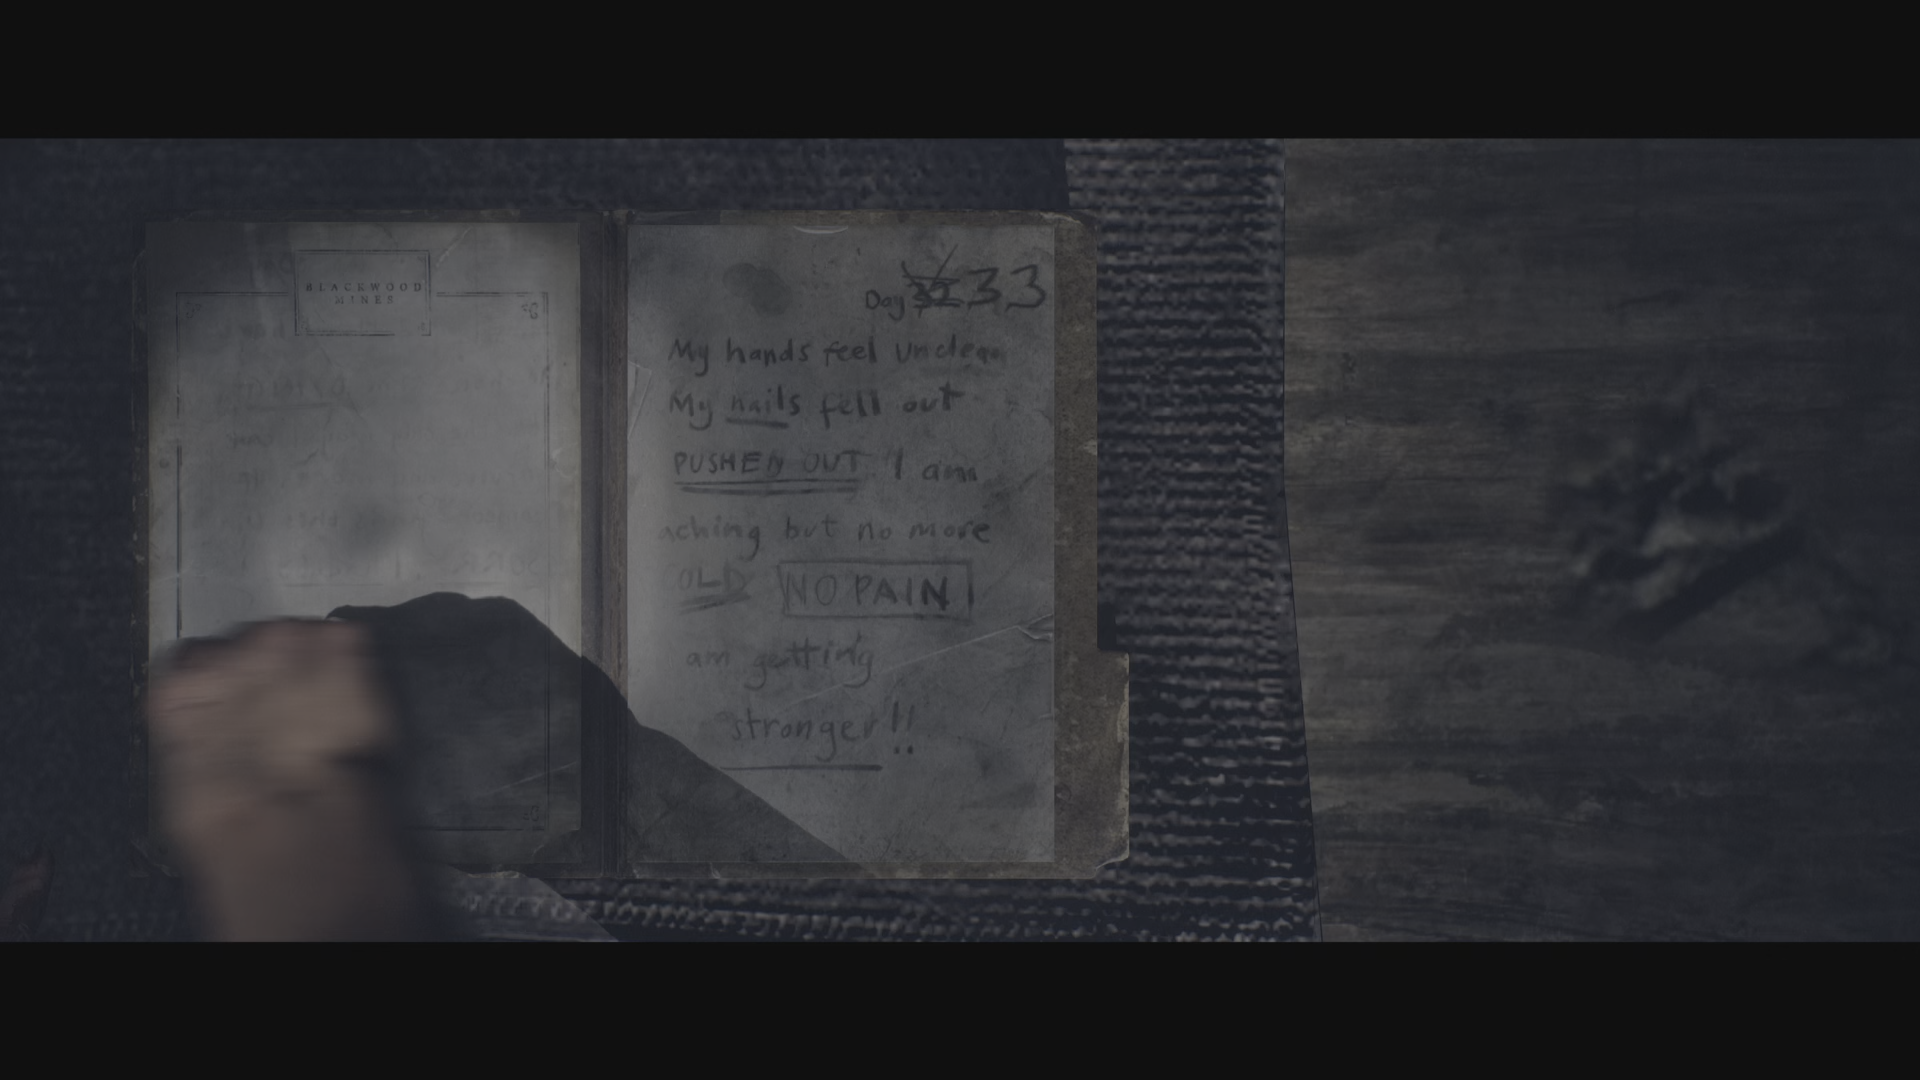 BLACKWOOD
MINES
Day 32 33
My hands feel unclean
My nails fell out
PUSHED OUT I am
aching but no more
OLD NO PAIN
am getting
stronger!!